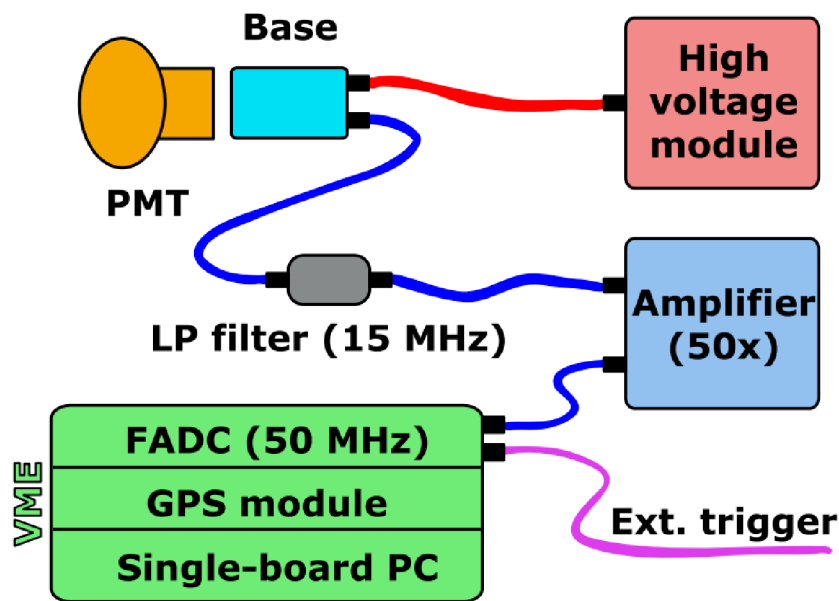 Base
High
voltage
module
PMT
LP filter (15 MHz)
Amplifier
(50x)
VME
FADC (50 MHz)
GPS module
Single-board PC
Ext. trigger